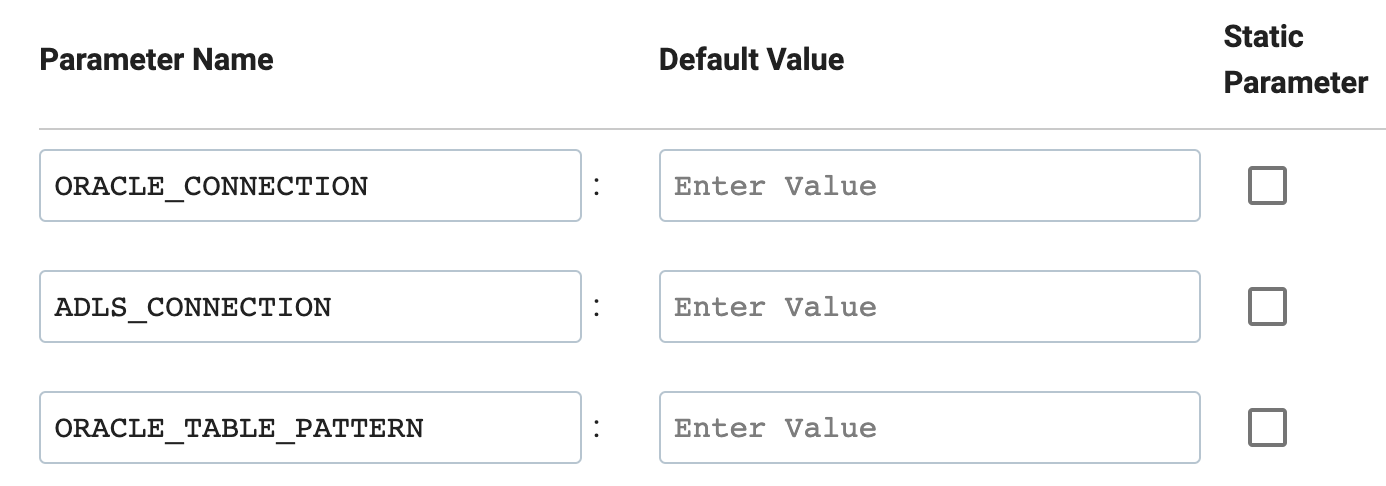 Parameter Name Default Value Static
Parameter
ORACLE_CONNECTION : Enter Value
ADLS_CONNECTION : Enter Value
ORACLE_TABLE_PATTERN : Enter Value